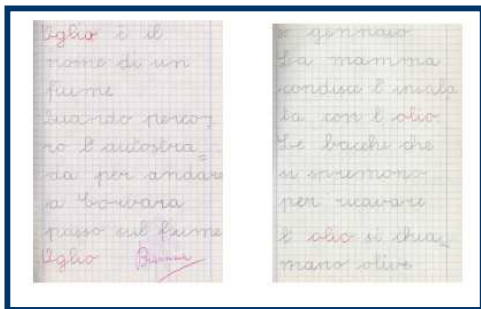 Oglio è il
nome di un
fiume
Quando percor
ro l'autostra
da per andare
a
passo sul fiume
Oglio
gennaio
La mamma
condisce l'insala
ta con l'olio
Le bacche che
si spremono
per ricavare
l'olio si chia
mano olive